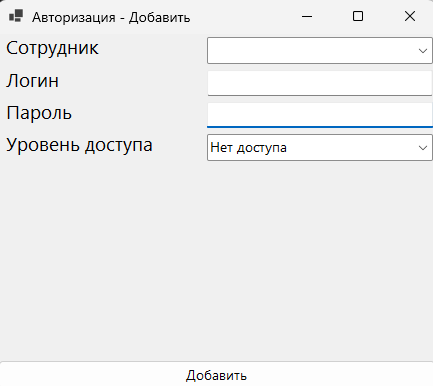 Авторизация - Добавить
Сотрудник
Логин
Пароль
Уровень доступа Нет доступа
Добавить